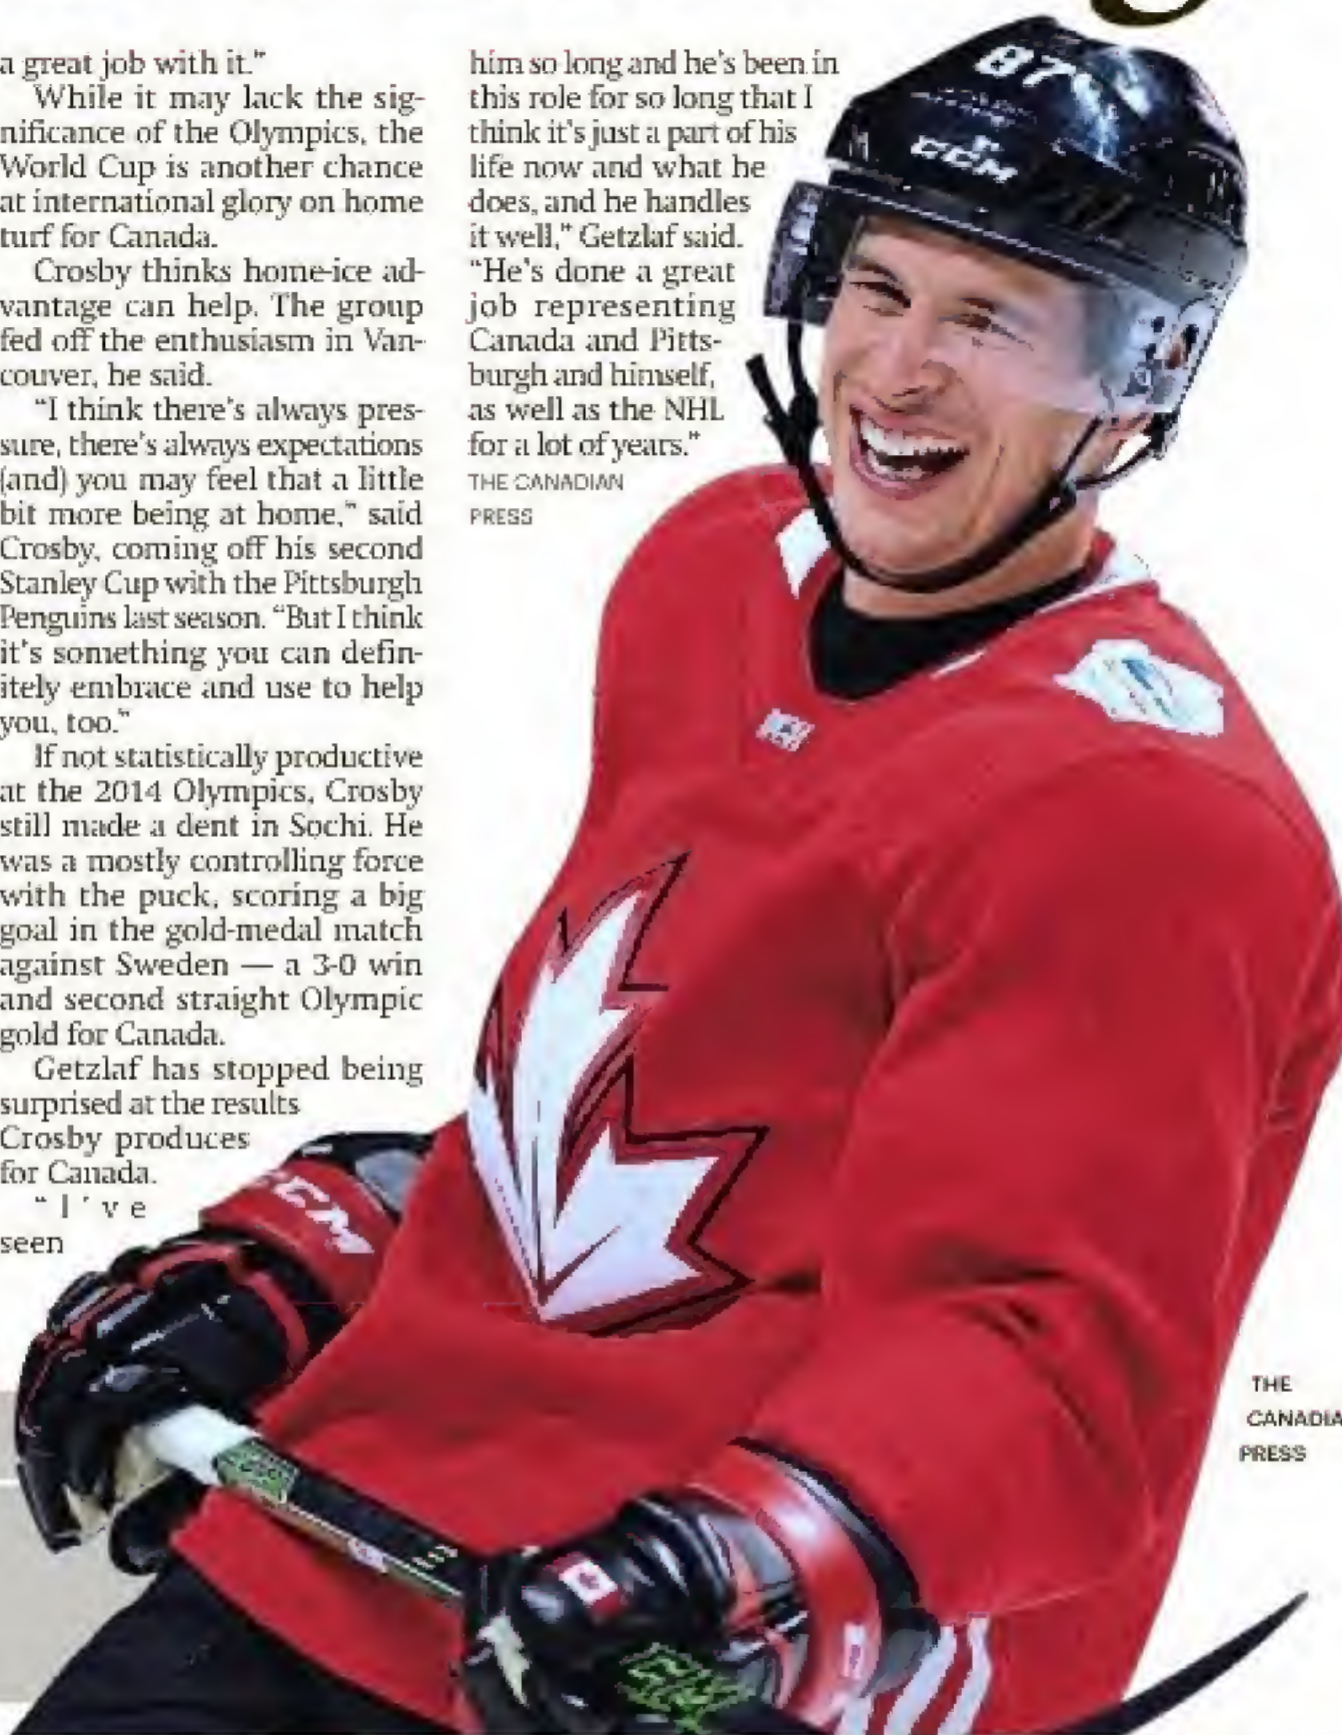 a great job with it."
While it may lack the sig-
nificance of the Olympics, the
World Cup is another chance
at international glory on home
turf for Canada.
Crosby thinks home-ice ad-
vantage can help. The group
fed off the enthusiasm in Van-
couver, he said.
"I think there's always pres-
sure, there's always expectations
(and) you may feel that a little
bit more being at home," said
Crosby, coming off his second
Stanley Cup with the Pittsburgh
Penguins last season. "But I think
it's something you can defin-
itely embrace and use to help
you, too."
If not statistically productive
at the 2014 Olympics, Crosby
still made a dent in Sochi. He
was a mostly controlling force
with the puck, scoring a big
goal in the gold-medal match
against Sweden — a 3-0 win
and second straight Olympic
gold for Canada.
Getzlaf has stopped being
surprised at the results
Crosby produces
for Canada.
"I've
seen
him so long and he's been in
this role for so long that I
think it's just a part of his
life now and what he
does, and he handles
it well," Getzlaf said.
"He's done a great
job representing
Canada and Pitts-
burgh and himself,
as well as the NHL
for a lot of years."
THE CANADIAN
PRESS
87
CCM
CCM
THE
CANADIA
PRESS